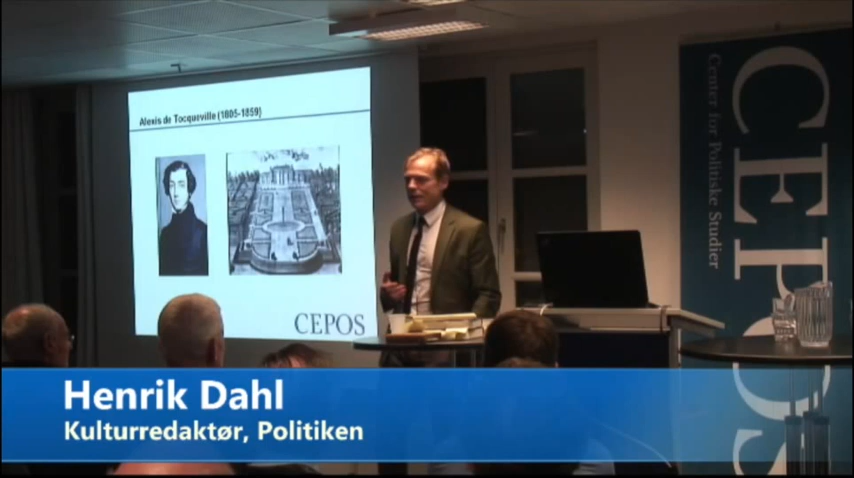 Alexis de Tocqueville (1805-1859)
CEPOS
CEPOS
Center for Politiske Studier
Henrik Dahl
Kulturredaktør, Politiken